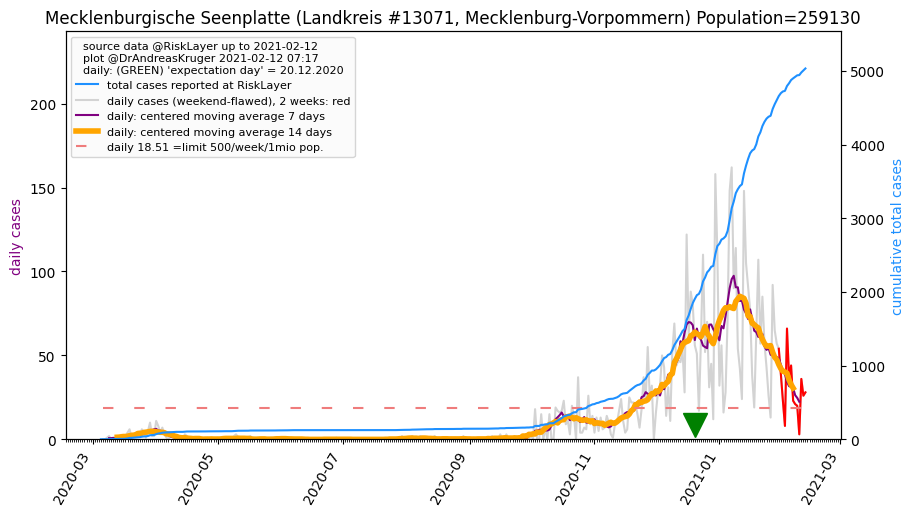 Mecklenburgische Seenplatte (Landkreis #13071, Mecklenburg-Vorpommern) Population=259130
source data @RiskLayer up to 2021-02-12
plot @DrAndreasKruger 2021-02-12 07:17
daily: (GREEN) 'expectation day' = 20.12.2020
total cases reported at RiskLayer
daily cases (weekend-flawed), 2 weeks: red
daily: centered moving average 7 days
daily: centered moving average 14 days
daily 18.51 =limit 500/week/1mio pop.
daily cases
200
150
100
50
0
cumulative total cases
5000
4000
3000
2000
1000
0
2020-03
2020-05
2020-07
2020-09
2020-11
2021-01
2021-03